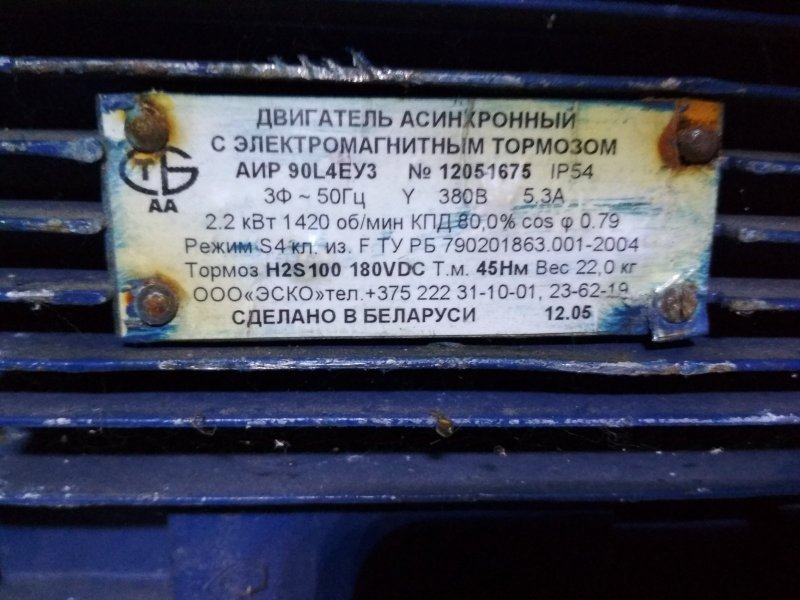 ДВИГАТЕЛЬ АСИНХРОННЫЙ
С ЭЛЕКТРОМАГНИТНЫМ ТОРМОЗОМ
АИР 90L4ЕУ3 № 12051675 IP54
3Ф ~ 50Гц Y 380В 5.3А
2.2 кВт 1420 об/мин КПД 80,0% cos φ 0.79
Режим S4 кл. из. F ТУ РБ 790201863.001-2004
Тормоз H2S100 180VDC Т.м. 45Нм Вес 22,0 кг
ООО«ЭСКО»тел.+375 222 31-10-01, 23-62-19
СДЕЛАНО В БЕЛАРУСИ 12.05
СТБ
АА